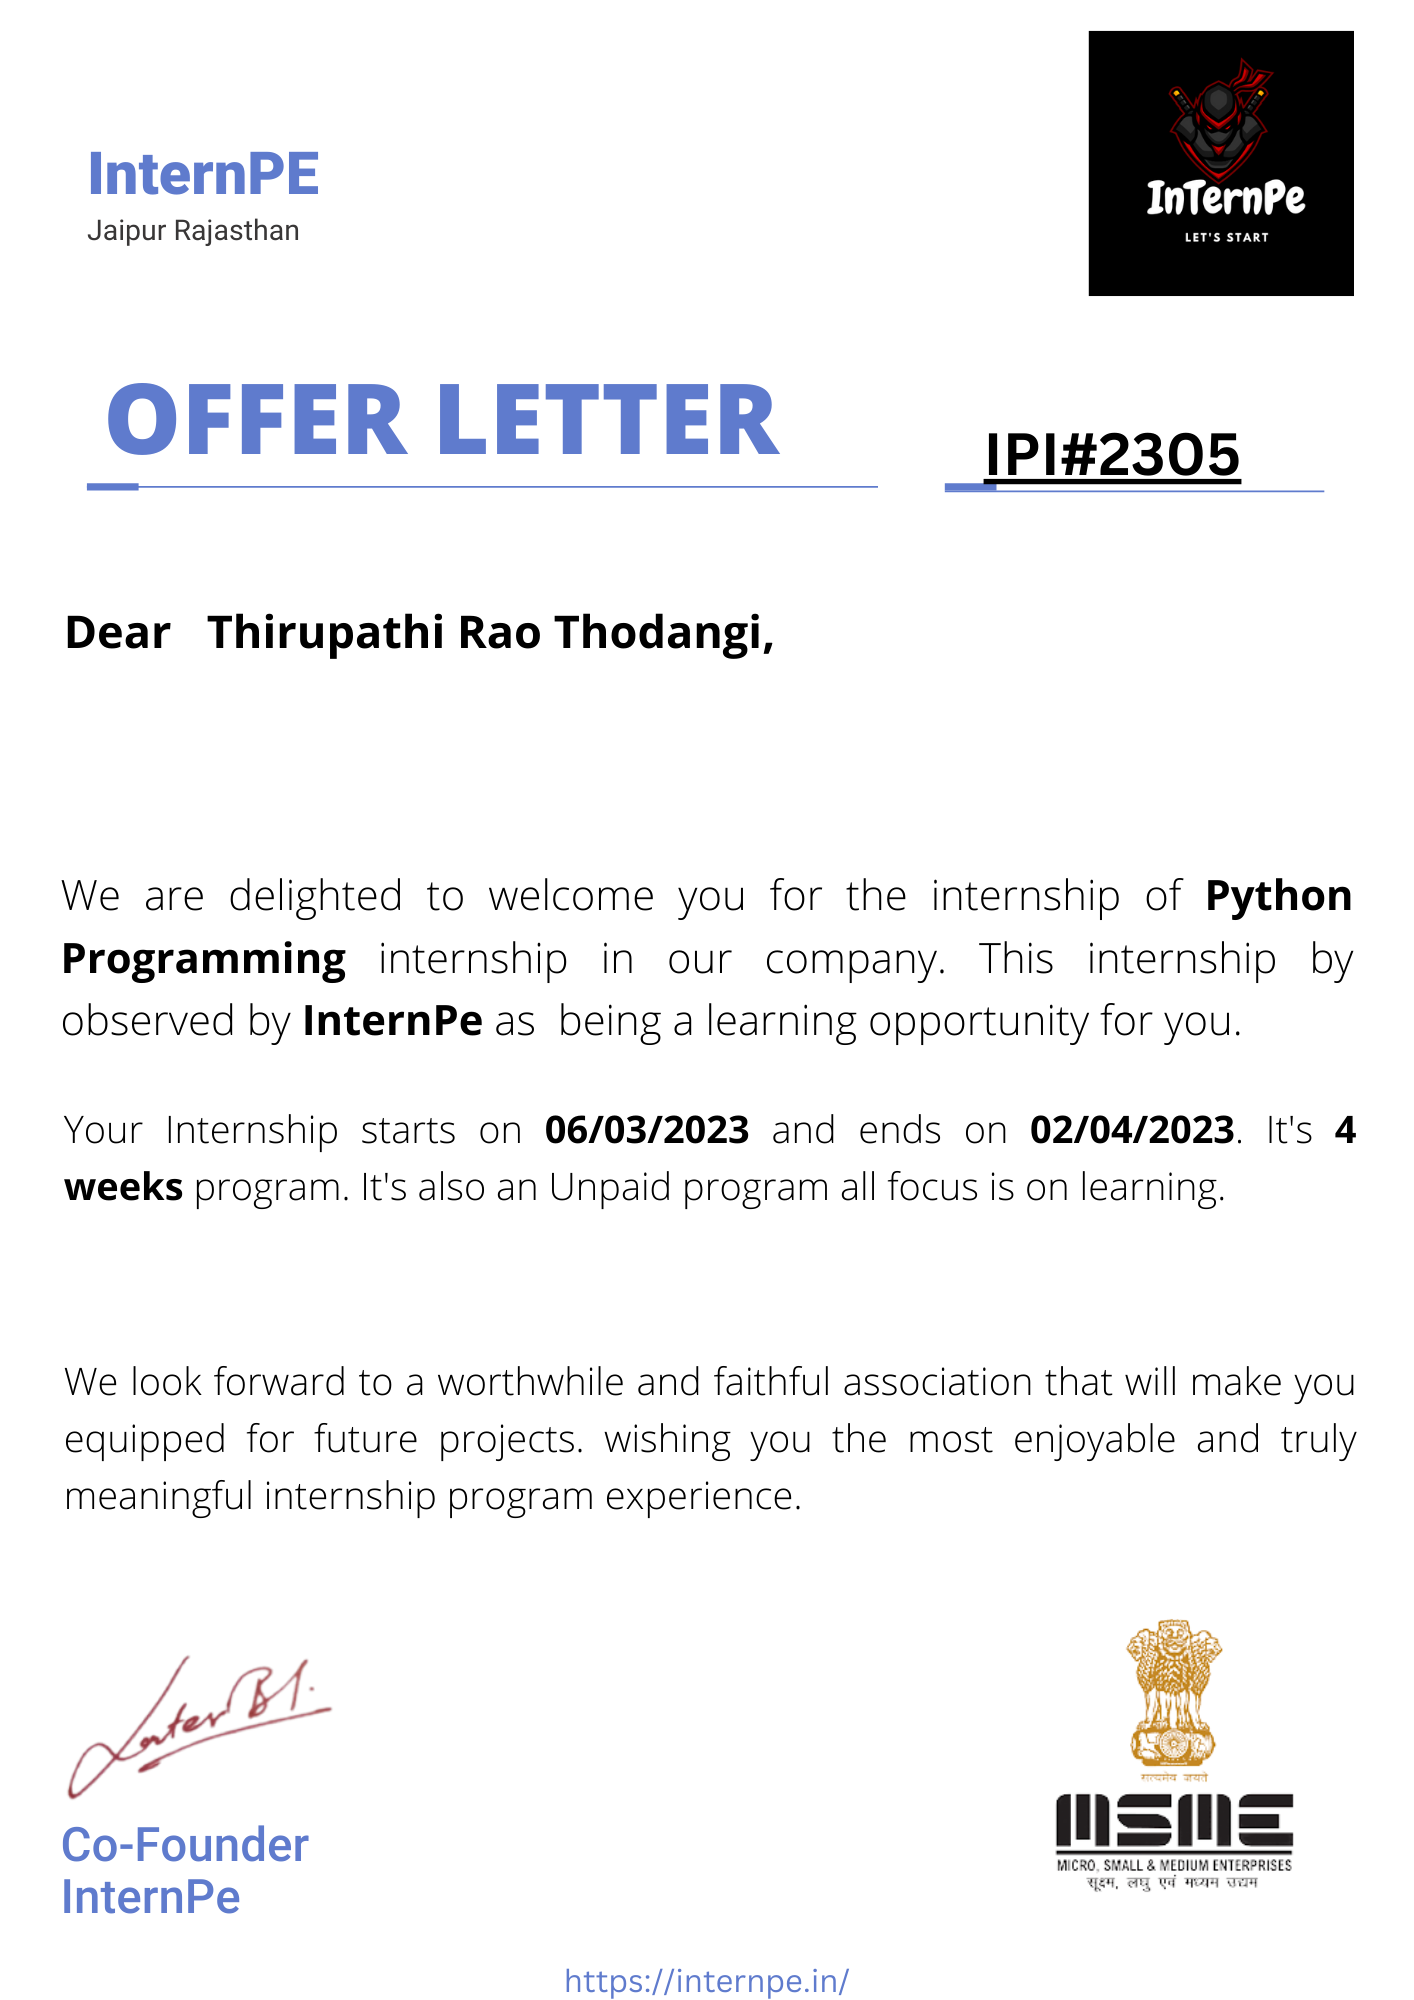 InternPE
Jaipur Rajasthan
InTernPe
LET'S START
OFFER LETTER
IPI#2305
Dear Thirupathi Rao Thodangi,
We are delighted to welcome you for the internship of Python
Programming internship in our company. This internship by
observed by InternPe as being a learning opportunity for you.
Your Internship starts on 06/03/2023 and ends on 02/04/2023. It's 4
weeks program. It's also an Unpaid program all focus is on learning.
We look forward to a worthwhile and faithful association that will make you
equipped for future projects. wishing you the most enjoyable and truly
meaningful internship program experience.
Co-Founder
InternPe
सत्यमेव जयते
MSME
MICRO, SMALL & MEDIUM ENTERPRISES
सूक्ष्म, लघु एवं मध्यम उद्यम
https://internpe.in/